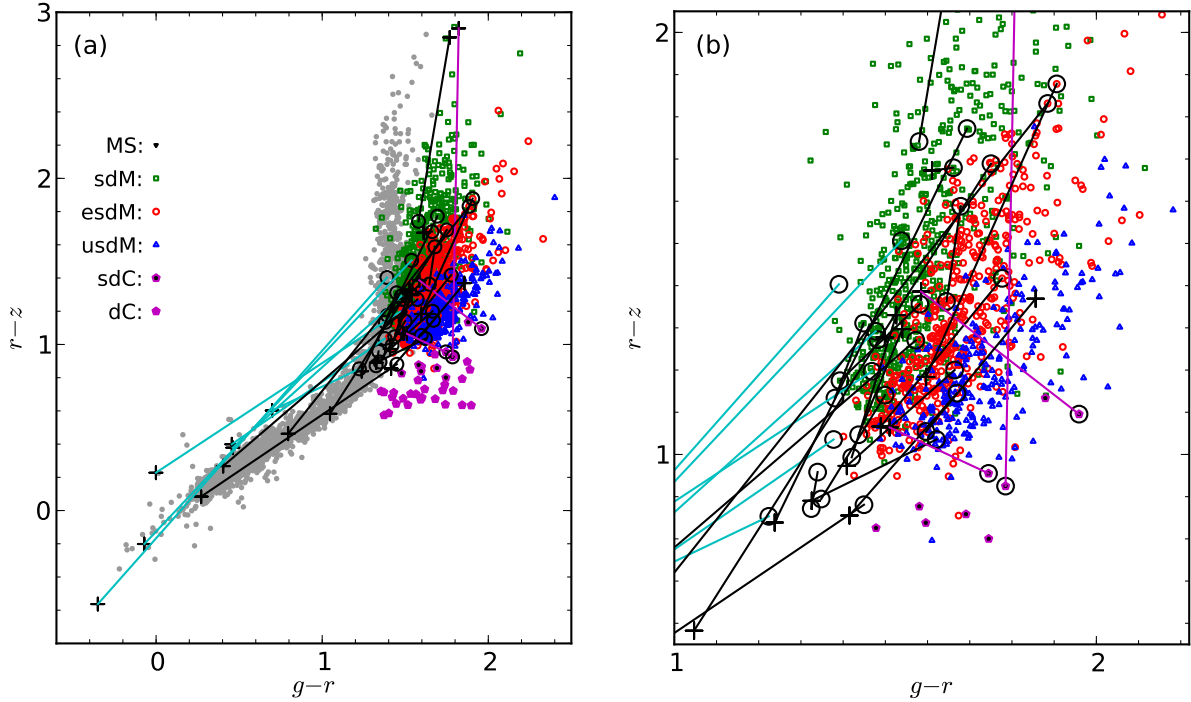 (a)
3
2
1
0
MS:
sdM:
esdM:
usdM:
sdC:
dC:
r−z
0 1 2
g−r
(b)
2
1
r−z
1 2
g−r